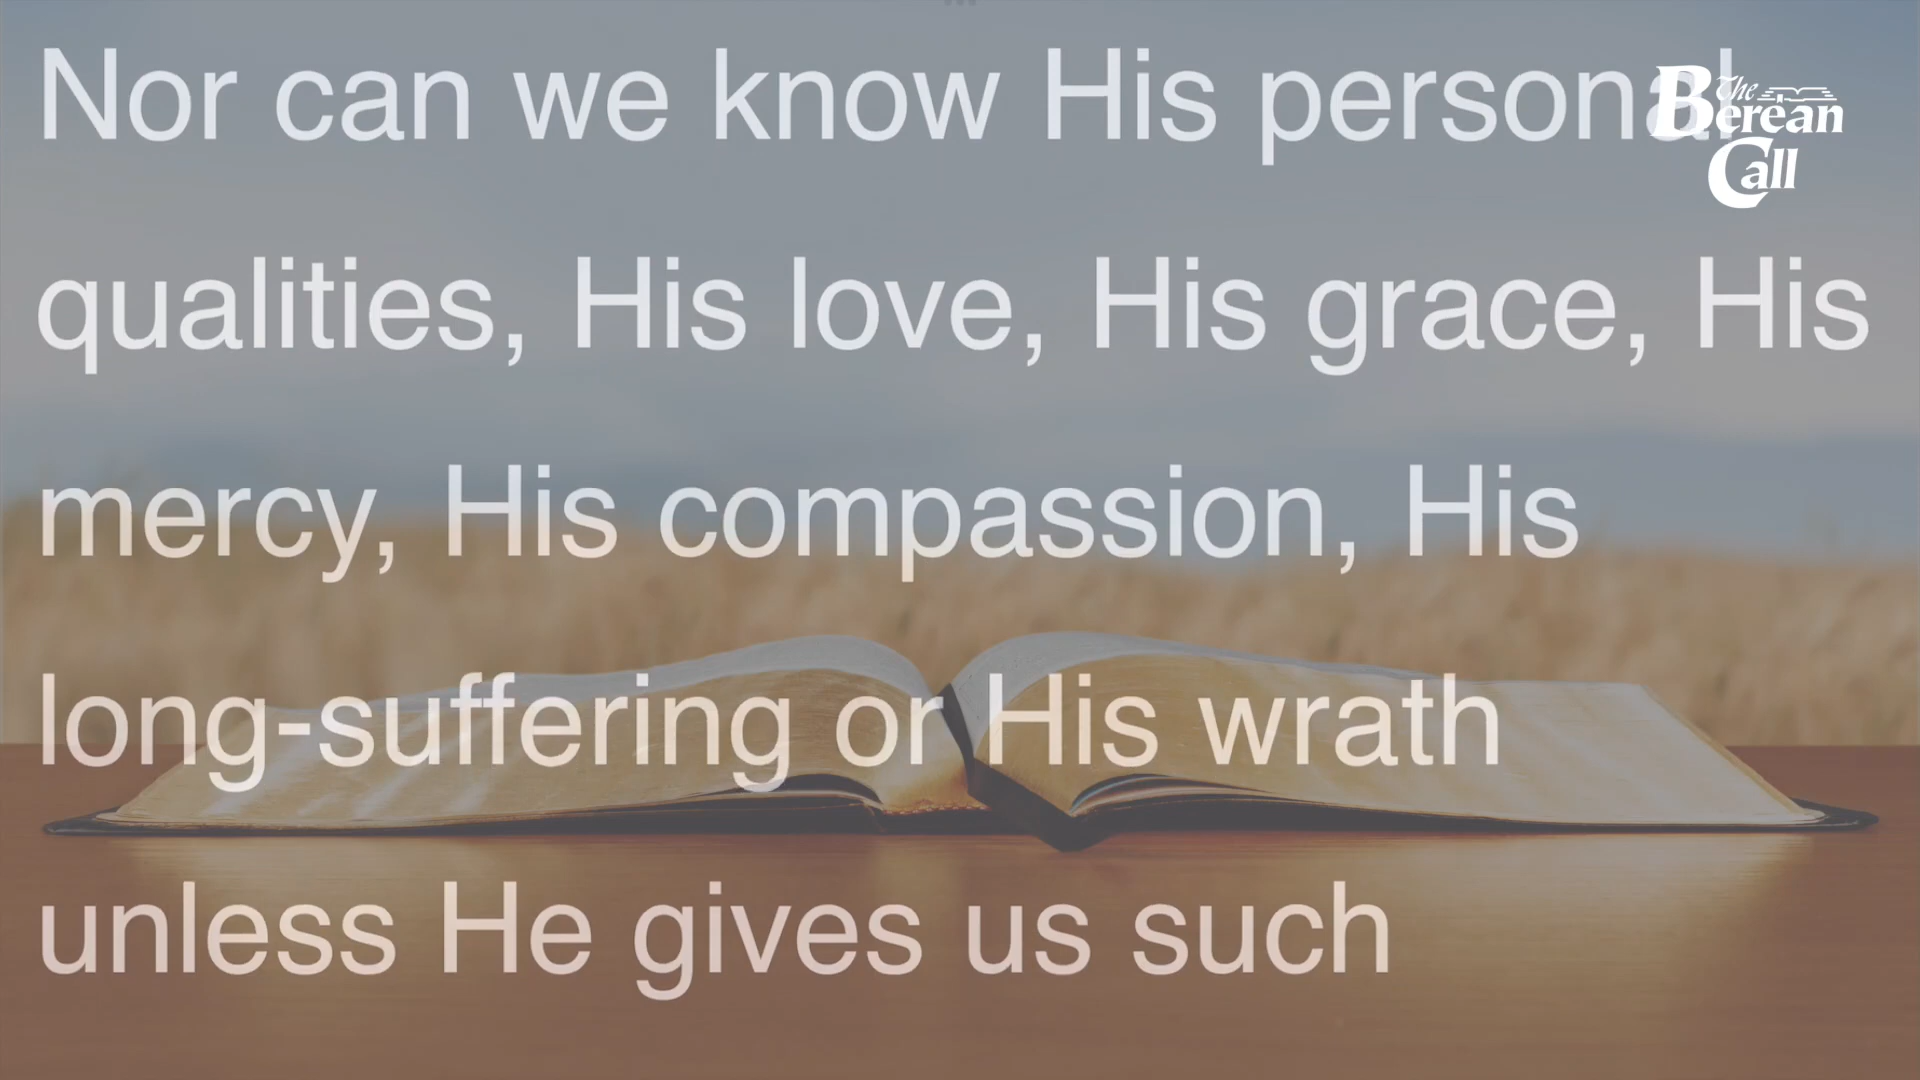 Nor can we know His personal
The
Berean
Call
qualities, His love, His grace, His
mercy, His compassion, His
long-suffering or His wrath
unless He gives us such